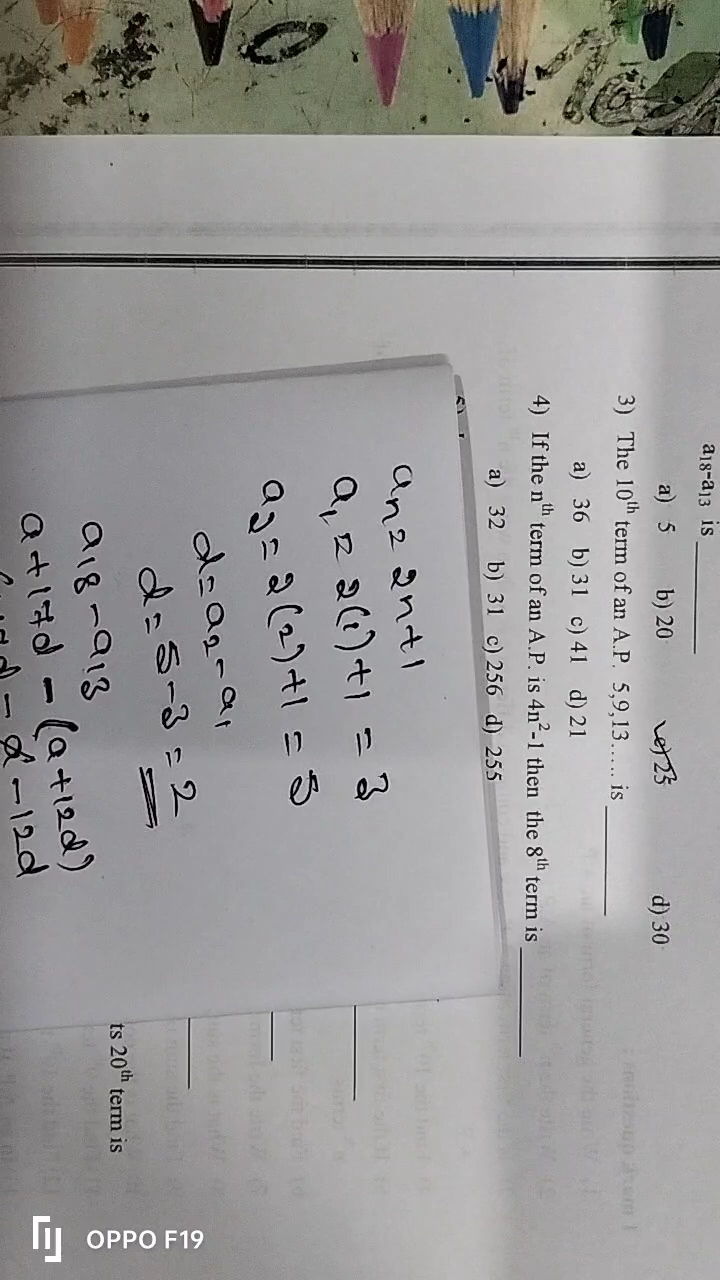 a18-a13 is ______
a) 5 b) 20 c) 25 d) 30
3) The 10th term of an A.P. 5,9,13..... is ______
a) 36 b) 31 c) 41 d) 21
4) If the nth term of an A.P. is 4n²-1 then the 8th term is ______
a) 32 b) 31 c) 256 d) 255
an = 2n+1
a1 = 2(1)+1 = 3
a2 = 2(2)+1 = 5
d = a2 - a1
d = 5-3 = 2
a18 - a13
a+17d - (a+12d)
- 12d
ts 20th term is
OPPO F19